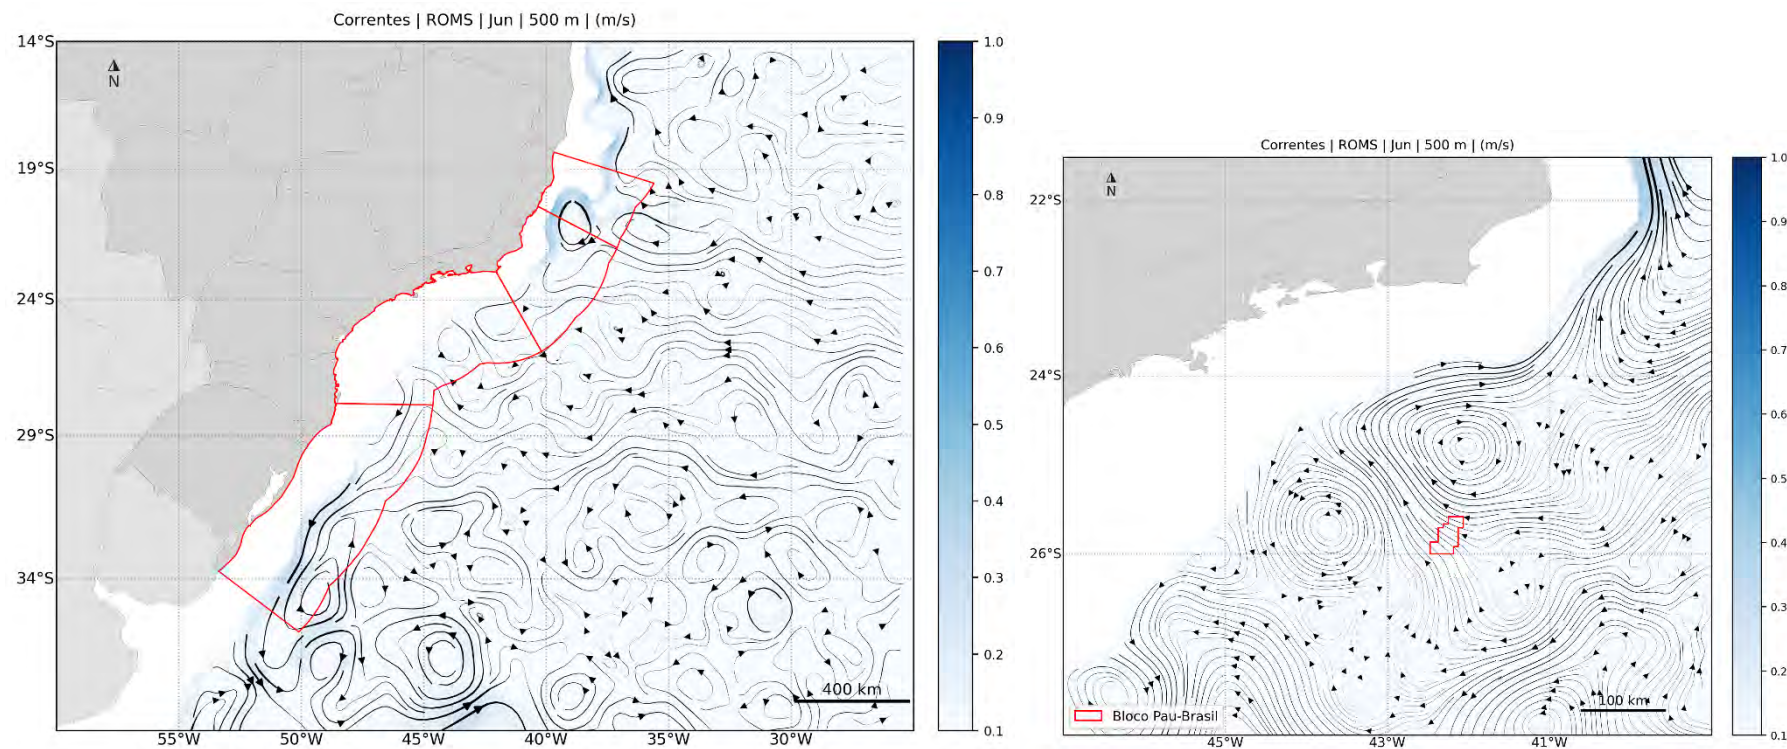 Correntes | ROMS | Jun | 500 m | (m/s)
14°S
19°S
24°S
29°S
34°S
N
400 km
55°W
50°W
45°W
40°W
35°W
30°W
1.0
0.9
0.8
0.7
0.6
0.5
0.4
0.3
0.2
0.1
Correntes | ROMS | Jun | 500 m | (m/s)
22°S
24°S
26°S
N
Bloco Pau-Brasil
100 km
45°W
43°W
41°W
1.0
0.9
0.8
0.7
0.6
0.5
0.4
0.3
0.2
0.1